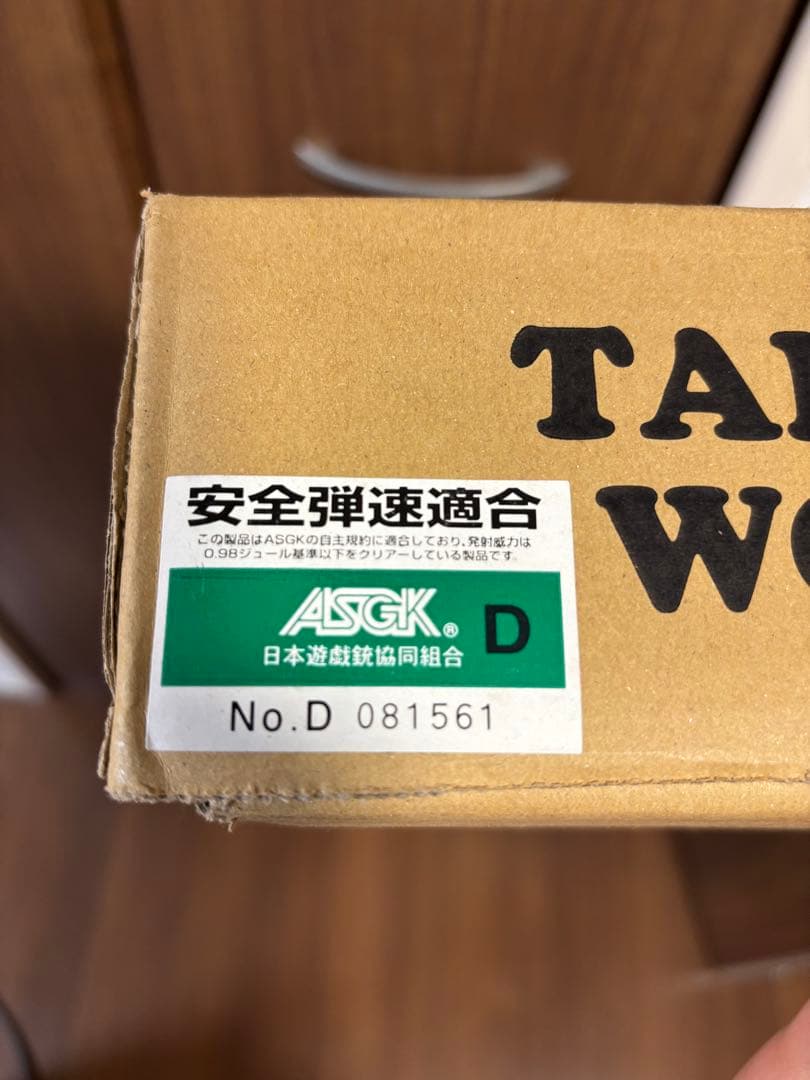 TA
WO
安全弾速適合
この製品はASGKの自主規約に適合しており、発射威力は
0.98ジュール基準以下をクリアーしている製品です。
ASGK® D
日本遊戯銃協同組合
No.D 081561